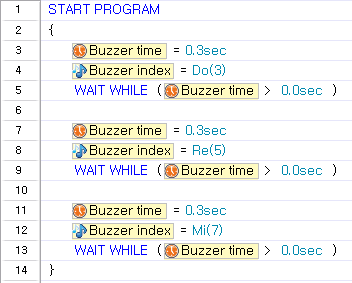 1 START PROGRAM
2 {
3 Buzzer time = 0.3sec
4 Buzzer index = Do(3)
5 WAIT WHILE ( Buzzer time > 0.0sec )
6
7 Buzzer time = 0.3sec
8 Buzzer index = Re(5)
9 WAIT WHILE ( Buzzer time > 0.0sec )
10
11 Buzzer time = 0.3sec
12 Buzzer index = Mi(7)
13 WAIT WHILE ( Buzzer time > 0.0sec )
14 }